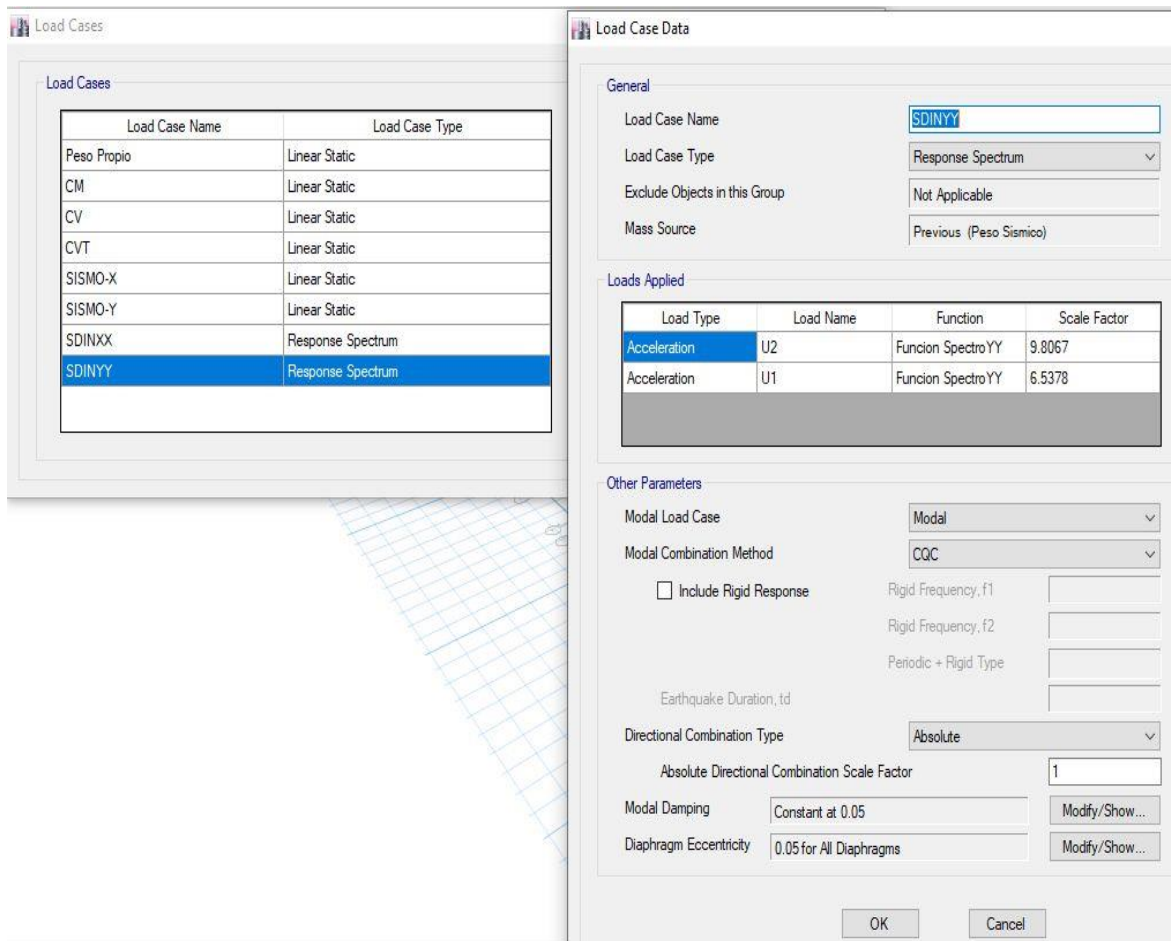 Load Cases
Load Cases
Load Case Name Load Case Type
Peso Propio Linear Static
CM Linear Static
CV Linear Static
CVT Linear Static
SISMO-X Linear Static
SISMO-Y Linear Static
SDINXX Response Spectrum
SDINYY Response Spectrum
Load Case Data
General
Load Case Name SDINYY
Load Case Type Response Spectrum
Exclude Objects in this Group Not Applicable
Mass Source Previous (Peso Sismico)
Loads Applied
Load Type Load Name Function Scale Factor
Acceleration U2 Funcion SpectroYY 9.8067
Acceleration U1 Funcion SpectroYY 6.5378
Other Parameters
Modal Load Case Modal
Modal Combination Method CQC
Include Rigid Response Rigid Frequency, f1
Rigid Frequency, f2
Periodic + Rigid Type
Earthquake Duration, td
Directional Combination Type Absolute
Absolute Directional Combination Scale Factor 1
Modal Damping Constant at 0.05 Modify/Show...
Diaphragm Eccentricity 0.05 for All Diaphragms Modify/Show...
OK Cancel